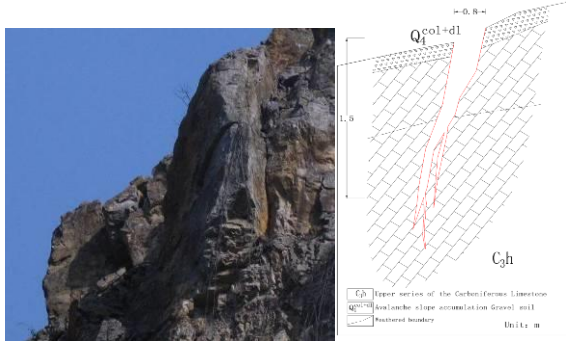 0.8
Q₄ᶜᵒˡ⁺ᵈˡ
1.5
C₃h
C₃h Upper series of the Carboniferous Limestone
Q₄ᶜᵒˡ⁺ᵈˡ Avalanche slope accumulation Gravel soil
Weathered boundary
Unit: m